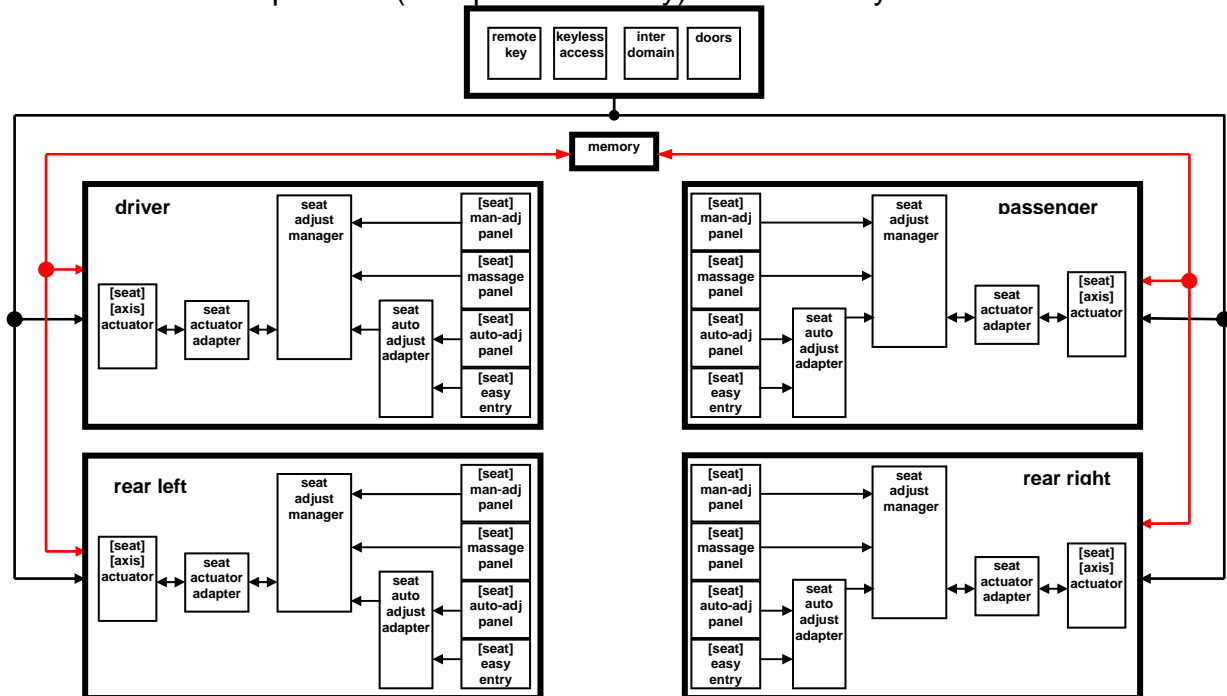 remote
key
keyless
access
inter
domain
doors
memory
driver
seat
adjust
manager
[seat]
man-adj
panel
[seat]
massage
panel
[seat]
auto-adj
panel
[seat]
easy
entry
[seat]
[axis]
actuator
seat
actuator
adapter
seat
auto
adjust
adapter
passenger
[seat]
man-adj
panel
[seat]
massage
panel
[seat]
auto-adj
panel
[seat]
easy
entry
seat
auto
adjust
adapter
seat
adjust
manager
seat
actuator
adapter
[seat]
[axis]
actuator
rear left
seat
adjust
manager
[seat]
man-adj
panel
[seat]
massage
panel
[seat]
auto-adj
panel
[seat]
easy
entry
[seat]
[axis]
actuator
seat
actuator
adapter
seat
auto
adjust
adapter
rear right
[seat]
man-adj
panel
[seat]
massage
panel
[seat]
auto-adj
panel
[seat]
easy
entry
seat
auto
adjust
adapter
seat
adjust
manager
seat
actuator
adapter
[seat]
[axis]
actuator